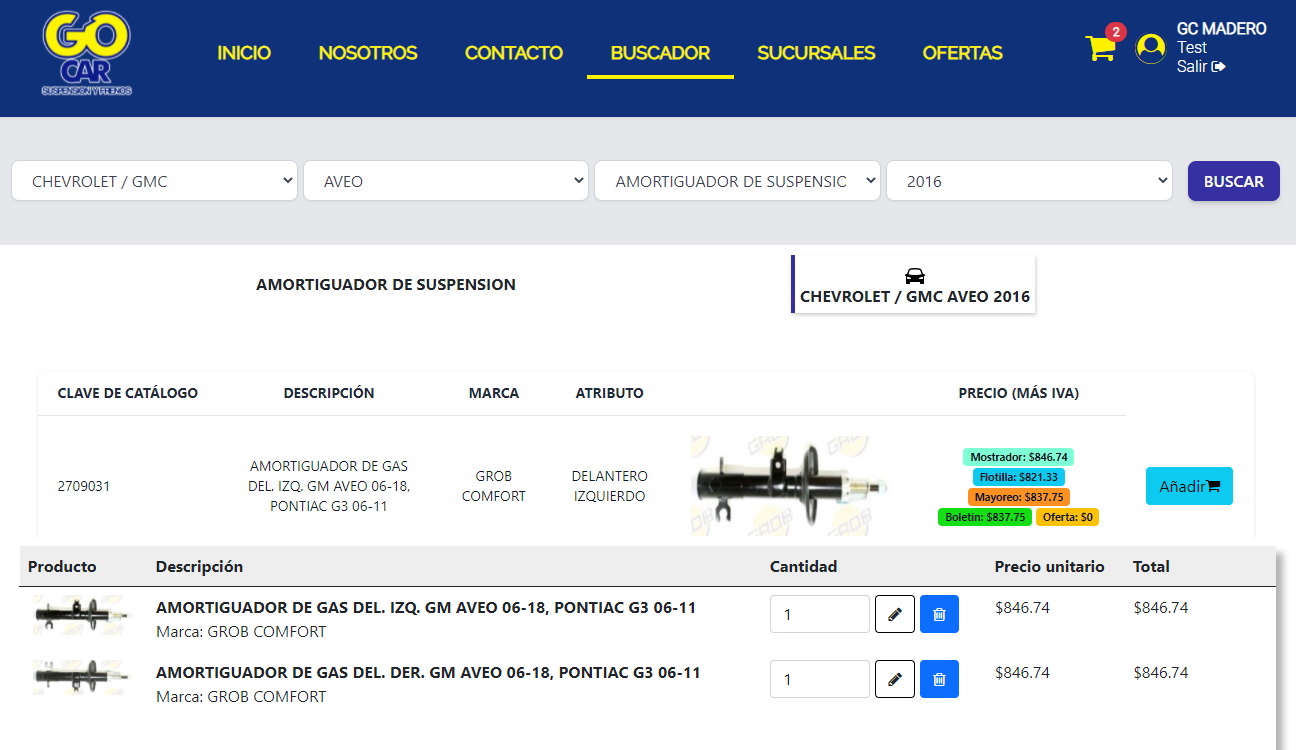 GO
CAR
SUSPENSION Y FRENOS
INICIO
NOSOTROS
CONTACTO
BUSCADOR
SUCURSALES
OFERTAS
2
GC MADERO
Test
Salir
CHEVROLET / GMC
AVEO
AMORTIGUADOR DE SUSPENSIC
2016
BUSCAR
AMORTIGUADOR DE SUSPENSION
CHEVROLET / GMC AVEO 2016
CLAVE DE CATÁLOGO
DESCRIPCIÓN
MARCA
ATRIBUTO
PRECIO (MÁS IVA)
2709031
AMORTIGUADOR DE GAS
DEL. IZQ. GM AVEO 06-18,
PONTIAC G3 06-11
GROB
COMFORT
DELANTERO
IZQUIERDO
GROB
Mostrador: $846.74
Flotilla: $821.33
Mayoreo: $837.75
Boletin: $837.75
Oferta: $0
Añadir
Producto
Descripción
Cantidad
Precio unitario
Total
AMORTIGUADOR DE GAS DEL. IZQ. GM AVEO 06-18, PONTIAC G3 06-11
Marca: GROB COMFORT
1
$846.74
$846.74
AMORTIGUADOR DE GAS DEL. DER. GM AVEO 06-18, PONTIAC G3 06-11
Marca: GROB COMFORT
1
$846.74
$846.74